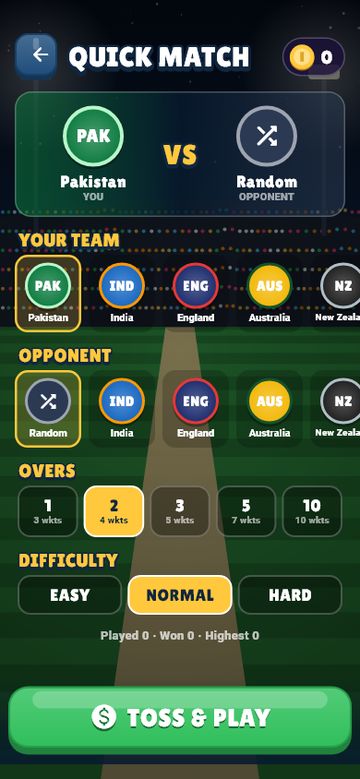 QUICK MATCH
0
PAK
VS
Pakistan
Random
YOU
OPPONENT
YOUR TEAM
PAK
IND
ENG
AUS
NZ
Pakistan
India
England
Australia
New Zeala
OPPONENT
IND
ENG
AUS
NZ
Random
India
England
Australia
New Zeala
OVERS
1
2
3
5
10
3 wkts
4 wkts
5 wkts
7 wkts
10 wkts
DIFFICULTY
EASY
NORMAL
HARD
Played 0 · Won 0 · Highest 0
$ TOSS & PLAY